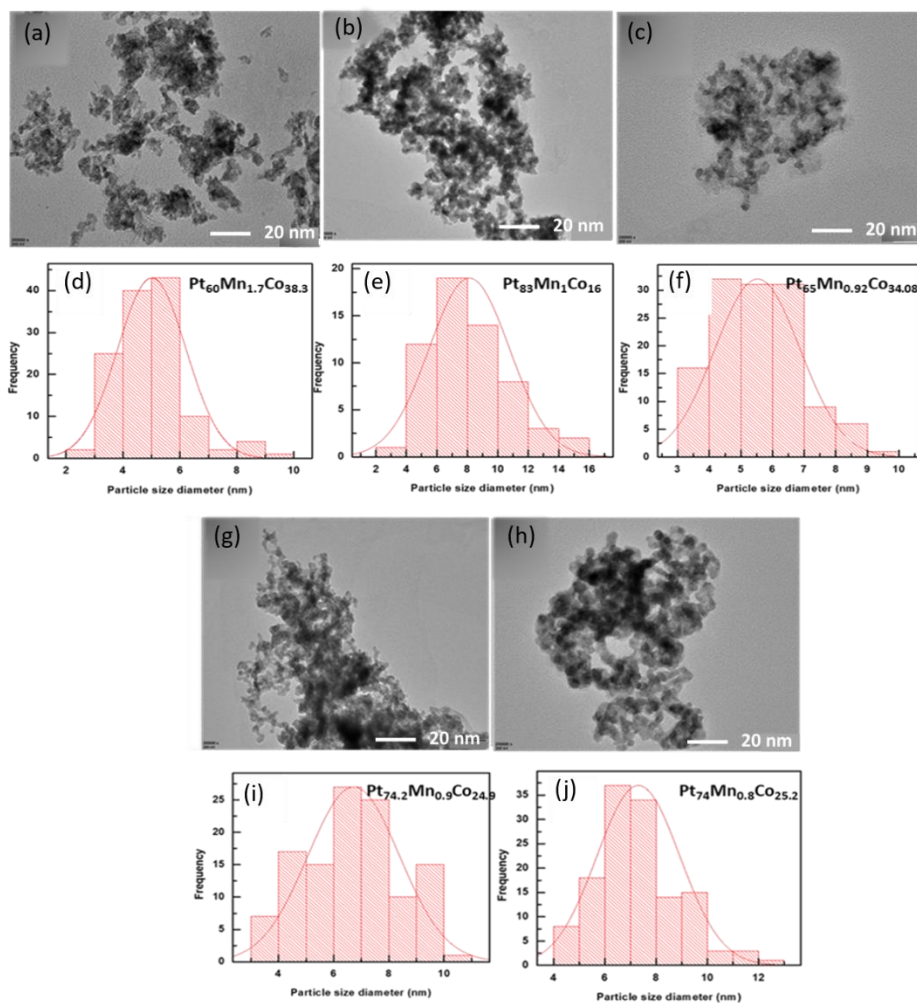 (a)
20 nm
(b)
20 nm
(c)
20 nm
(d)
Pt60Mn1.7Co38.3
Frequency
40
30
20
10
0
2 4 6 8 10
Particle size diameter (nm)
(e)
Pt83Mn1Co16
Frequency
20
15
10
5
0
2 4 6 8 10 12 14 16
Particle size diameter (nm)
(f)
Pt65Mn0.92Co34.08
Frequency
30
25
20
15
10
5
0
3 4 5 6 7 8 9 10
Particle size diameter (nm)
(g)
20 nm
(h)
20 nm
(i)
Pt74.2Mn0.9Co24.9
Frequency
25
20
15
10
5
0
4 6 8 10
Particle size diameter (nm)
(j)
Pt74Mn0.8Co25.2
Frequency
35
30
25
20
15
10
5
0
4 6 8 10 12
Particle size diameter (nm)